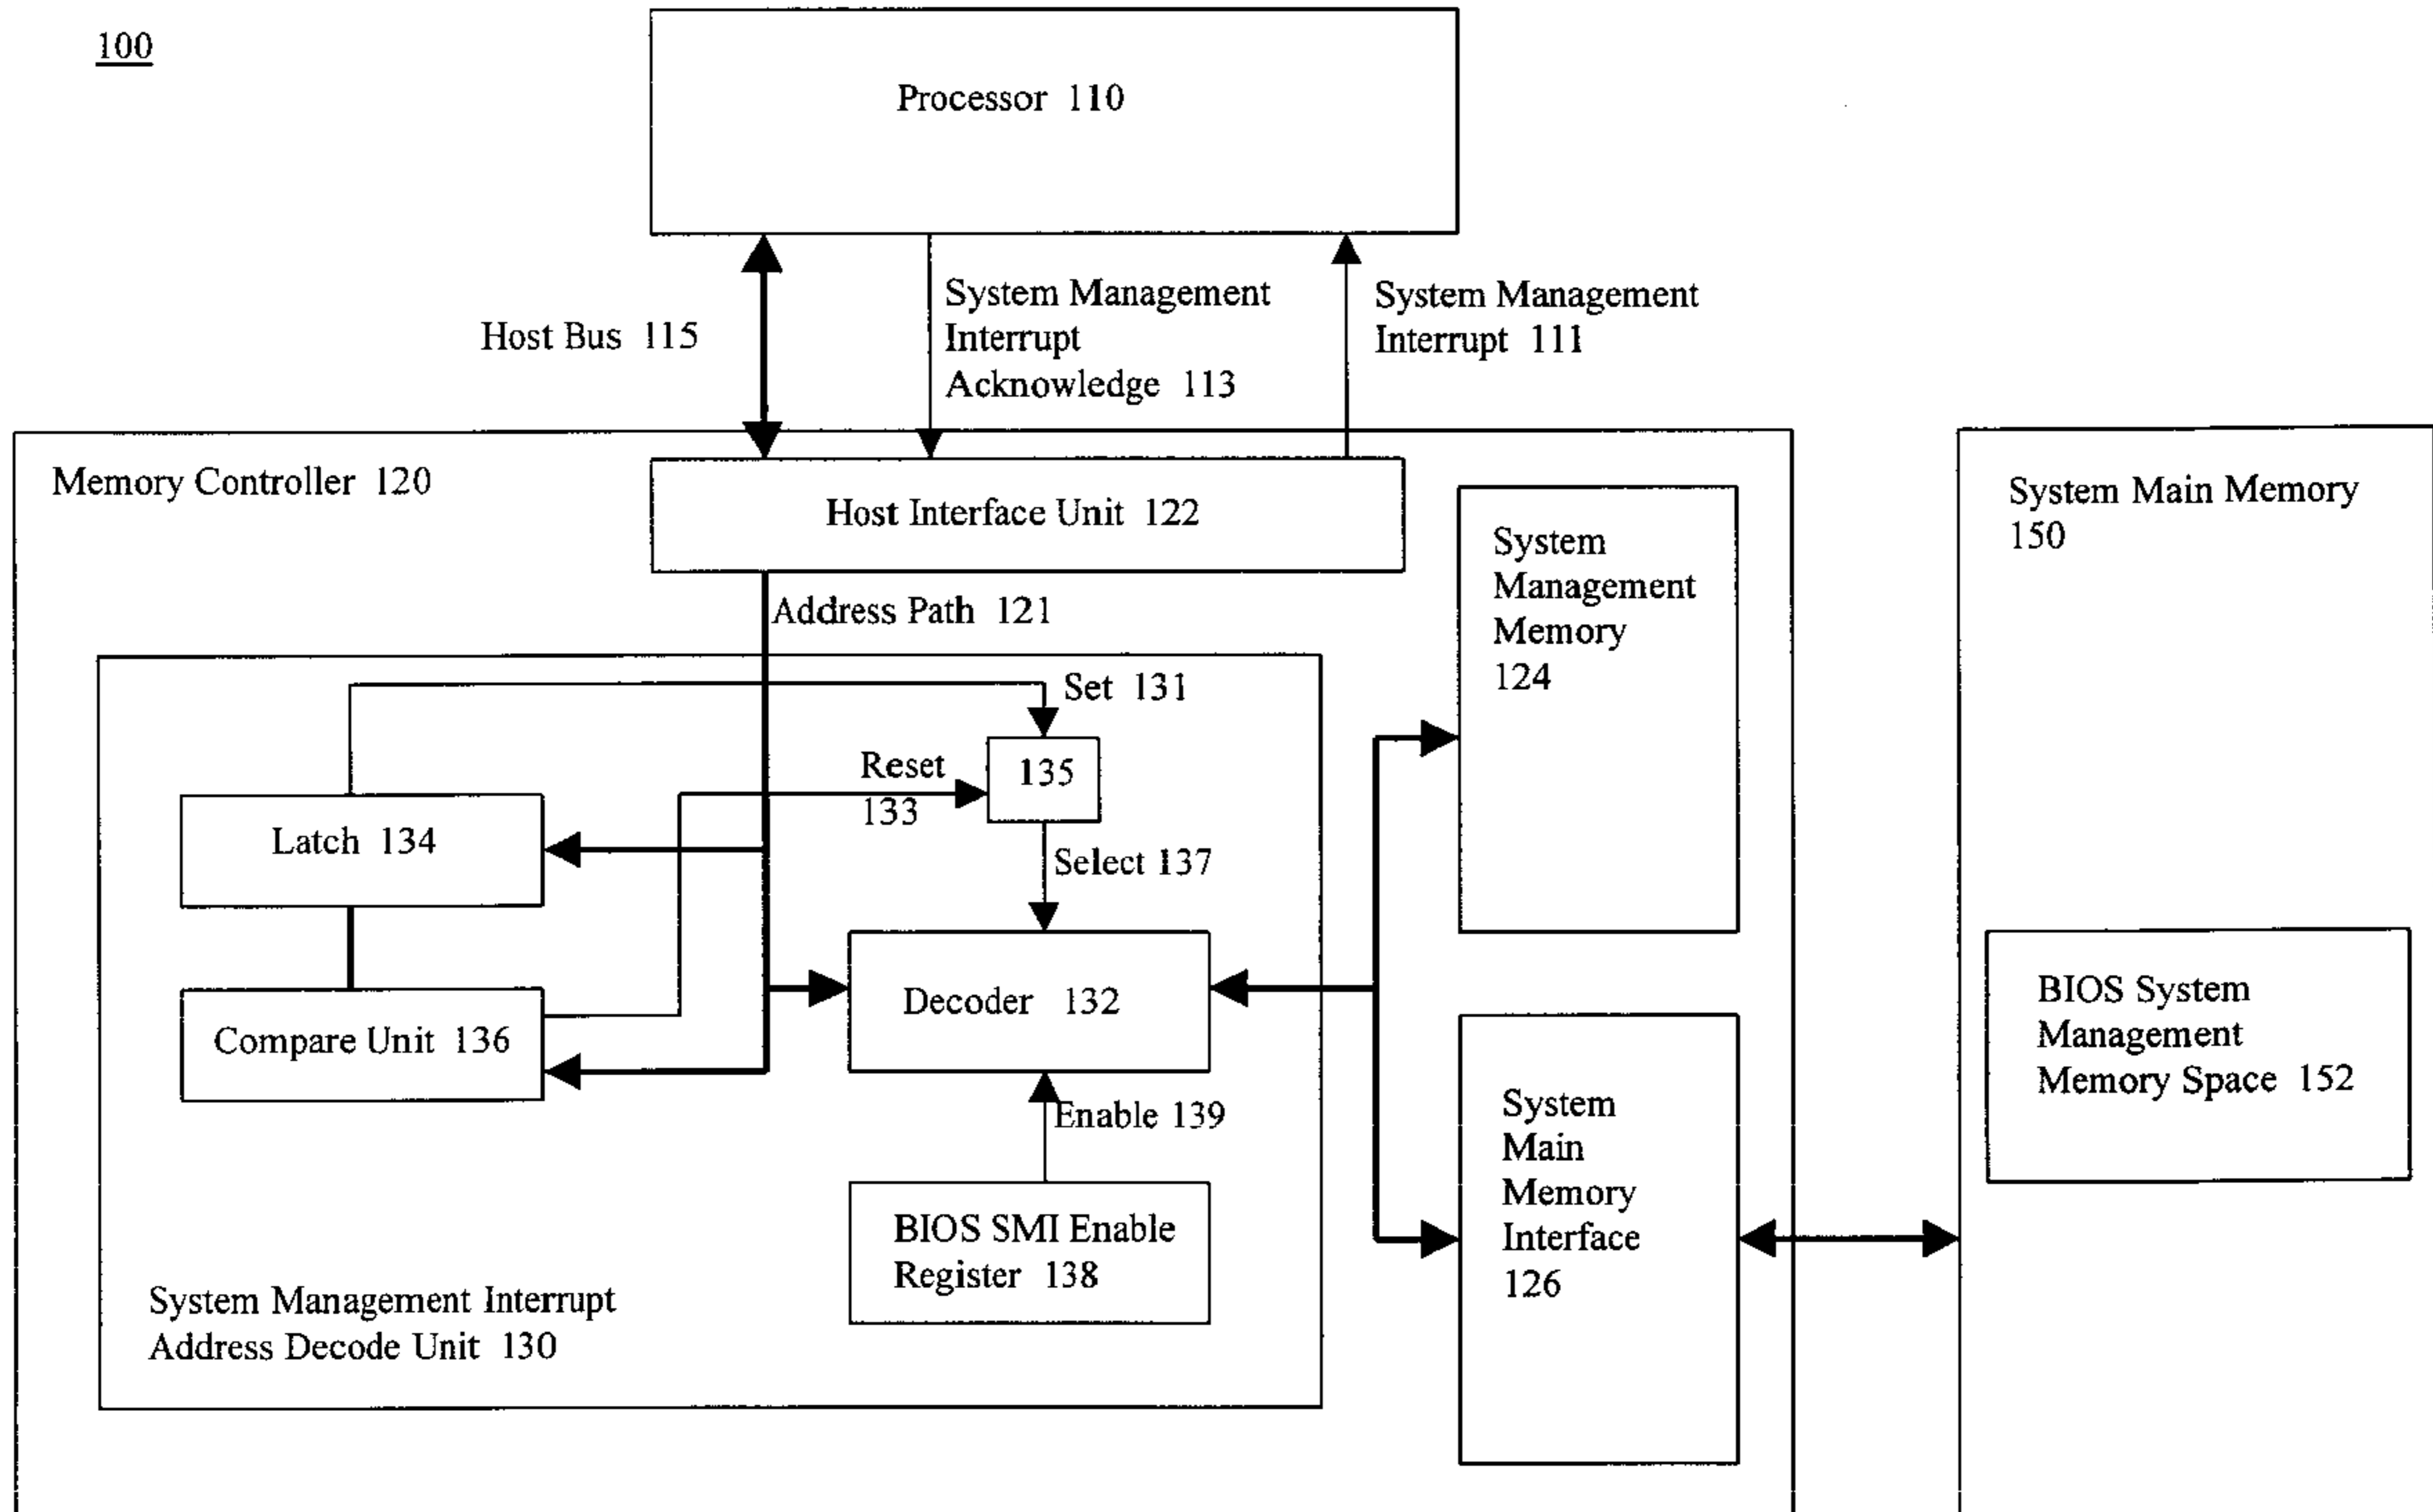 100
Processor 110
Host Bus 115
System Management
Interrupt
Acknowledge 113
System Management
Interrupt 111
Memory Controller 120
Host Interface Unit 122
System Main Memory
150
System
Management
Memory
124
Address Path 121
Set 131
Reset
133
135
Latch 134
Select 137
Decoder 132
Compare Unit 136
Enable 139
BIOS SMI Enable
Register 138
System Management Interrupt
Address Decode Unit 130
System
Main
Memory
Interface
126
BIOS System
Management
Memory Space 152